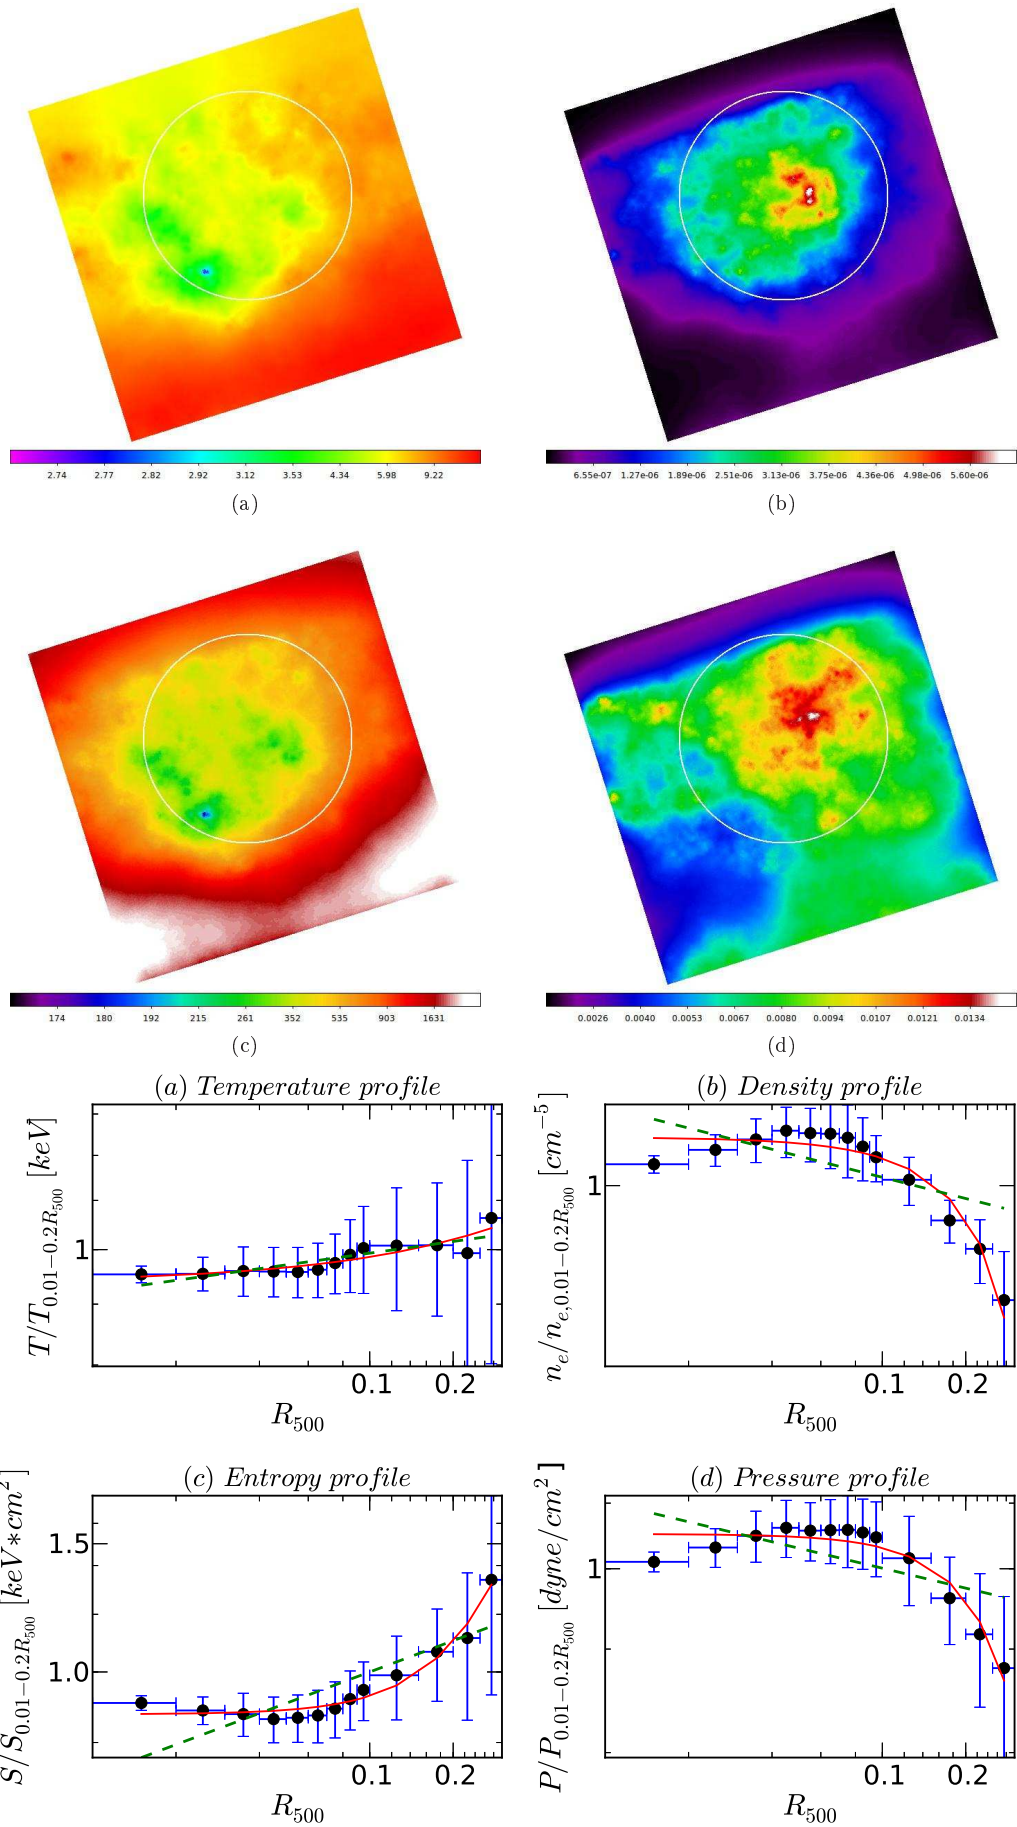 2.74 2.77 2.82 2.92 3.12 3.53 4.34 5.98 9.22
(a)
6.55e-07 1.27e-06 1.89e-06 2.51e-06 3.13e-06 3.75e-06 4.36e-06 4.98e-06 5.60e-06
(b)
174 180 192 215 261 352 535 903 1631
(c)
0.0026 0.0040 0.0053 0.0067 0.0080 0.0094 0.0107 0.0121 0.0134
(d)
(a) Temperature profile
T/T0.01−0.2R500 [keV]
1
0.1 0.2
R500
(b) Density profile
ne/ne,0.01−0.2R500 [cm−5]
1
0.1 0.2
R500
(c) Entropy profile
S/S0.01−0.2R500 [keV∗cm2]
1.5
1.0
0.1 0.2
R500
(d) Pressure profile
P/P0.01−0.2R500 [dyne/cm2]
1
0.1 0.2
R500